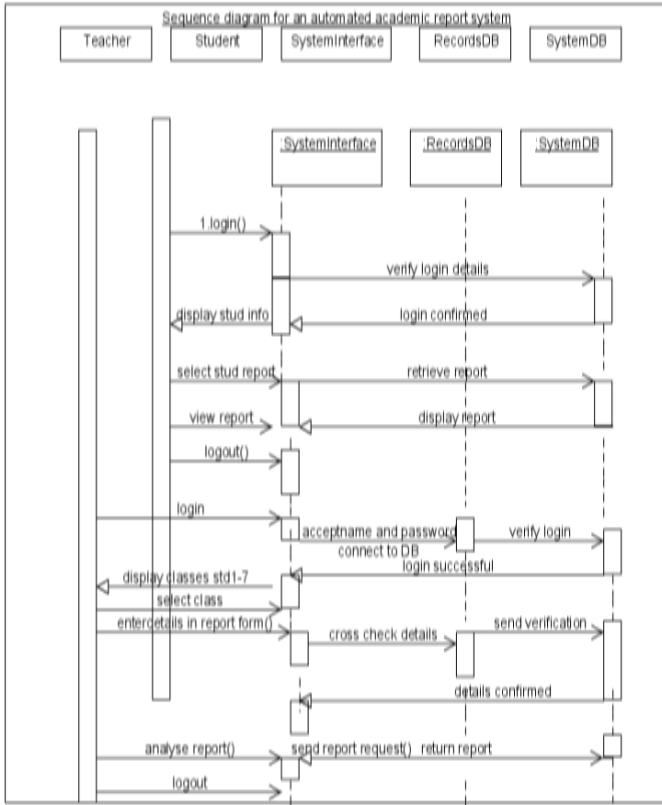 Sequence diagram for an automated academic report system
Teacher
Student
SystemInterface
RecordsDB
SystemDB
:SystemInterface
:RecordsDB
:SystemDB
1.login()
verify login details
display stud info
login confirmed
select stud report
retrieve report
view report
display report
logout()
login
acceptname and password
verify login
connect to DB
login successful
display classes std1-7
select class
enterdetails in report form()
cross check details
send verification
details confirmed
analyse report()
send report request()
return report
logout